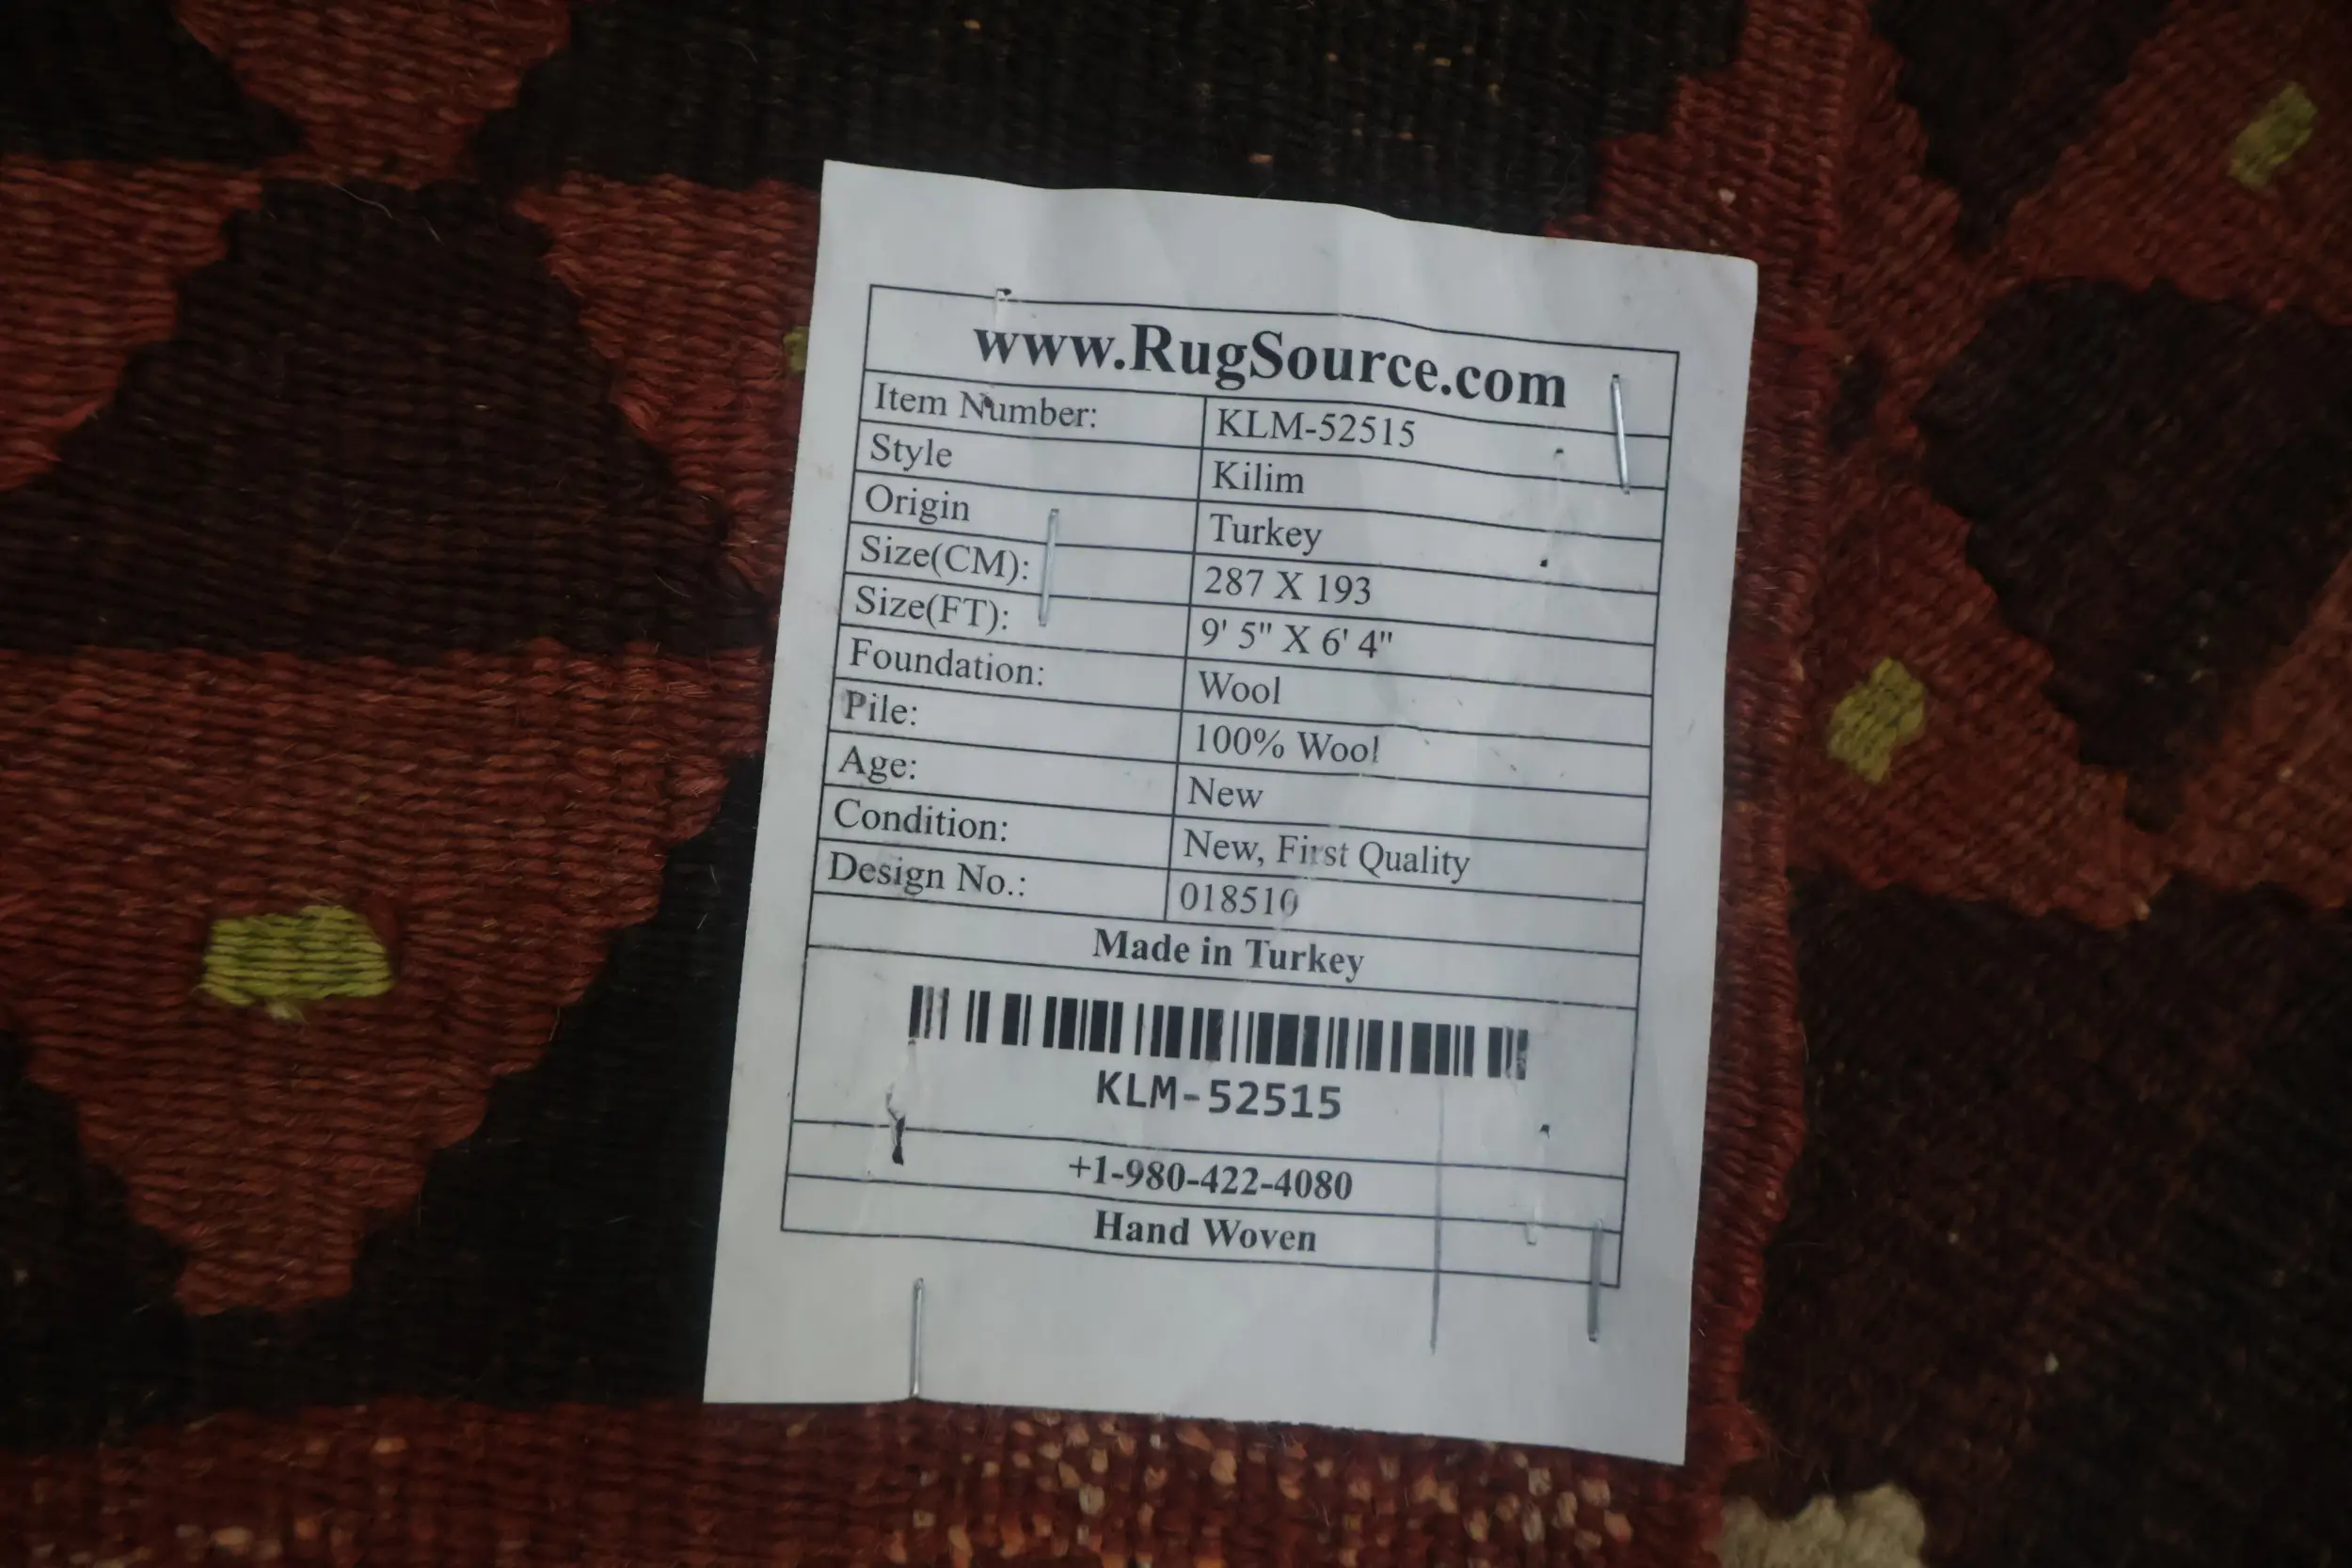 www.RugSource.com
Item Number: KLM-52515
Style Kilim
Origin Turkey
Size(CM): 287 X 193
Size(FT): 9' 5" X 6' 4"
Foundation: Wool
Pile: 100% Wool
Age: New
Condition: New, First Quality
Design No.: 018510
Made in Turkey
KLM-52515
+1-980-422-4080
Hand Woven